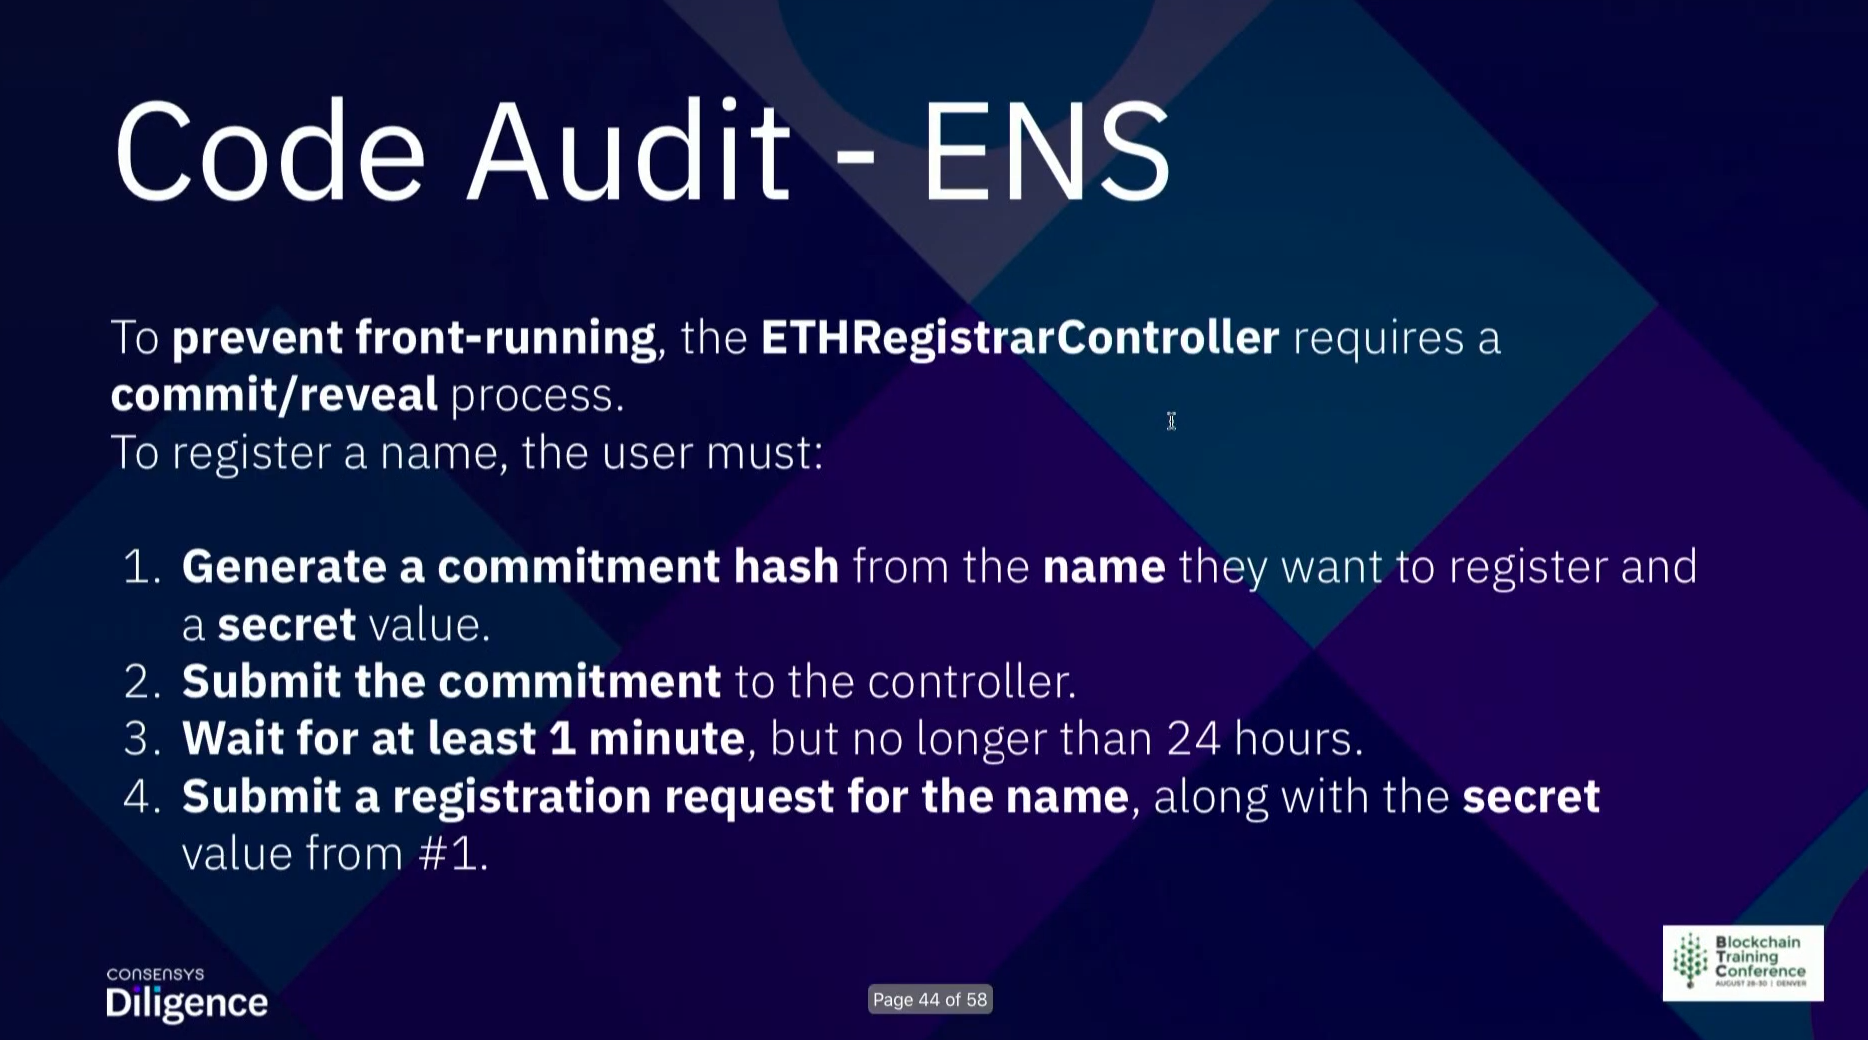 Code Audit - ENS
To prevent front-running, the ETHRegistrarController requires a
commit/reveal process.
To register a name, the user must:
1. Generate a commitment hash from the name they want to register and
a secret value.
2. Submit the commitment to the controller.
3. Wait for at least 1 minute, but no longer than 24 hours.
4. Submit a registration request for the name, along with the secret
value from #1.
CONSENSYS
Diligence
Page 44 of 58
Blockchain
Training
Conference
AUGUST 28-30 | DENVER